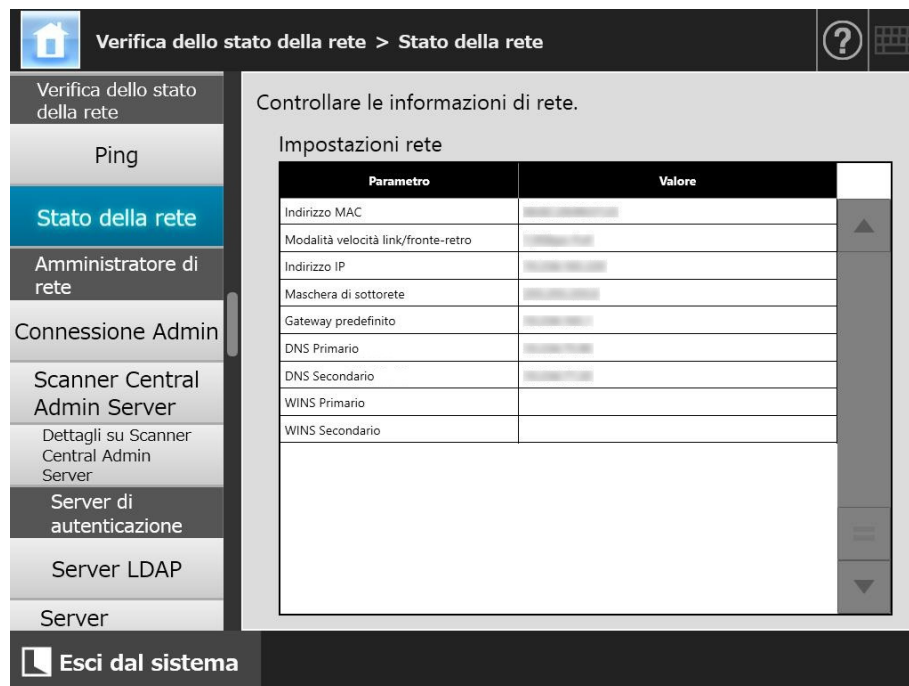 Verifica dello stato della rete > Stato della rete
?
Verifica dello stato
della rete
Ping
Stato della rete
Amministratore di
rete
Connessione Admin
Scanner Central
Admin Server
Dettagli su Scanner
Central Admin
Server
Server di
autenticazione
Server LDAP
Server
Controllare le informazioni di rete.
Impostazioni rete
Parametro Valore
Indirizzo MAC
Modalità velocità link/fronte-retro
Indirizzo IP
Maschera di sottorete
Gateway predefinito
DNS Primario
DNS Secondario
WINS Primario
WINS Secondario
Esci dal sistema